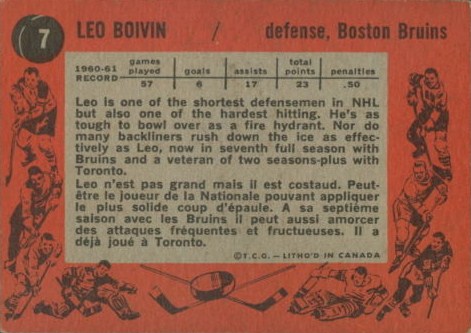 7 LEO BOIVIN / defense, Boston Bruins
1960-61 RECORD games played goals assists total points penalties
57 6 17 23 .50
Leo is one of the shortest defensemen in NHL
but also one of the hardest hitting. He's as
tough to bowl over as a fire hydrant. Nor do
many backliners rush down the ice as effec-
tively as Leo, now in seventh full season with
Bruins and a veteran of two seasons-plus with
Toronto.
Leo n'est pas grand mais il est costaud. Peut-
être le joueur de la Nationale pouvant appliquer
le plus solide coup d'épaule. A sa septième
saison avec les Bruins il peut aussi amorcer
des attaques fréquentes et fructueuses. Il a
déjà joué à Toronto.
©T.C.G. — LITHO'D IN CANADA